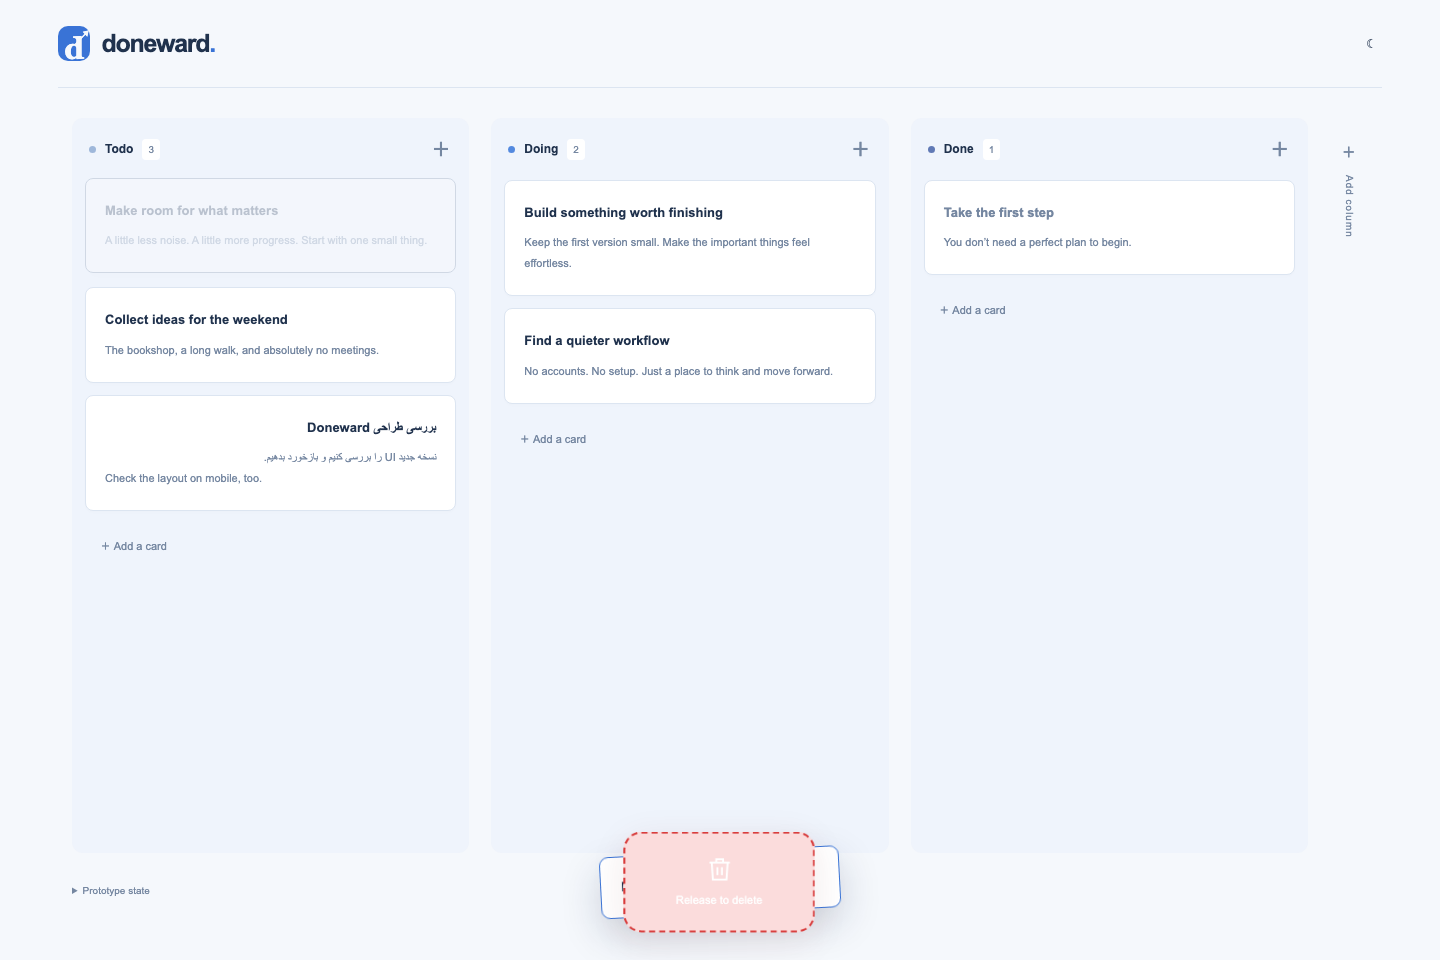 doneward.
Todo 3
Make room for what matters
A little less noise. A little more progress. Start with one small thing.
Collect ideas for the weekend
The bookshop, a long walk, and absolutely no meetings.
بررسی طراحی Doneward
نسخه جدید UI را بررسی کنیم و بازخورد بدهیم.
Check the layout on mobile, too.
+ Add a card
Doing 2
Build something worth finishing
Keep the first version small. Make the important things feel
effortless.
Find a quieter workflow
No accounts. No setup. Just a place to think and move forward.
+ Add a card
Done 1
Take the first step
You don’t need a perfect plan to begin.
+ Add a card
+ Add column
Prototype state
Release to delete